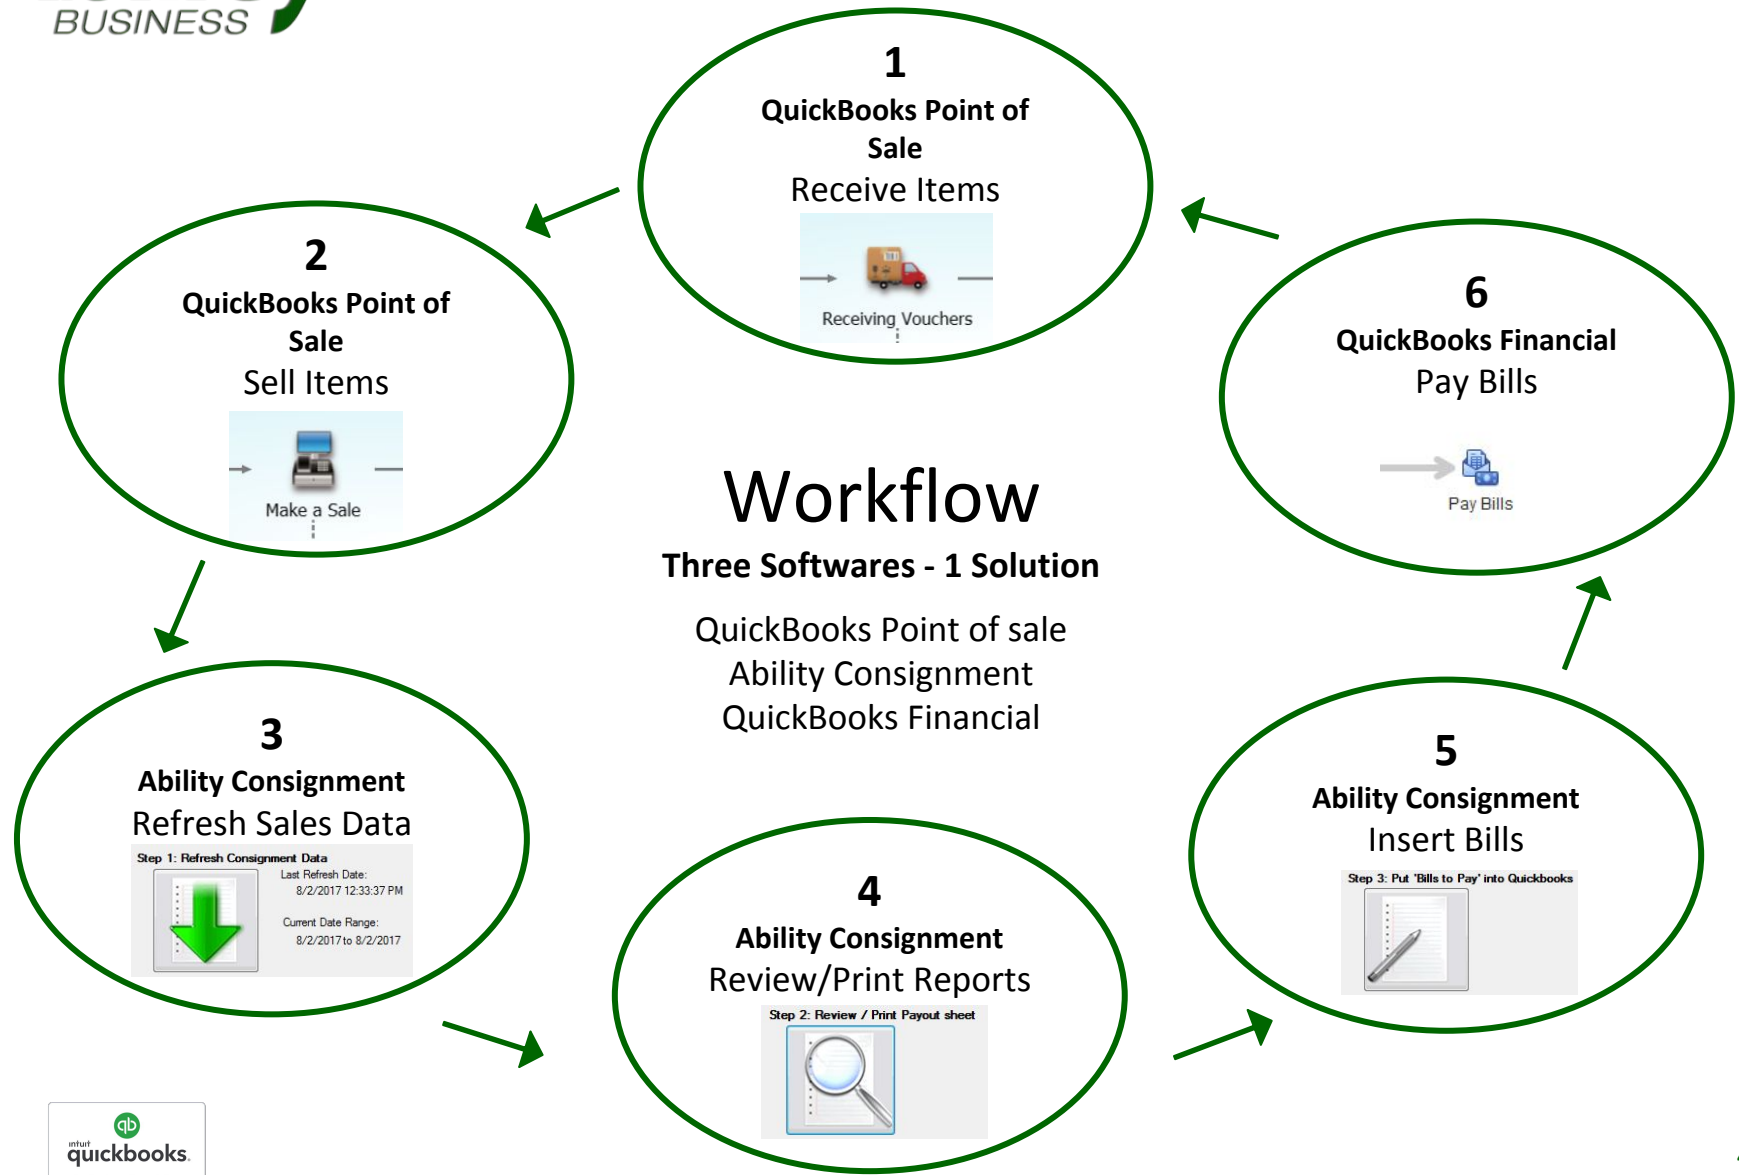 BUSINESS
1
QuickBooks Point of
Sale
Receive Items
Receiving Vouchers
2
QuickBooks Point of
Sale
Sell Items
Make a Sale
6
QuickBooks Financial
Pay Bills
Pay Bills
Workflow
Three Softwares - 1 Solution
QuickBooks Point of sale
Ability Consignment
QuickBooks Financial
3
Ability Consignment
Refresh Sales Data
Step 1: Refresh Consignment Data
Last Refresh Date:
8/2/2017 12:33:37 PM
Current Date Range:
8/2/2017 to 8/2/2017
4
Ability Consignment
Review/Print Reports
Step 2: Review / Print Payout sheet
5
Ability Consignment
Insert Bills
Step 3: Put 'Bills to Pay' into Quickbooks
qb
intuit
quickbooks.